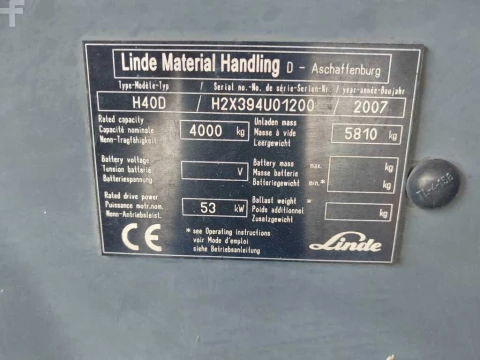 Linde Material Handling D - Aschaffenburg
Type-Modèle-Typ / Serial no.-No. de série-Serien-Nr. / year-année-Baujahr
H40D / H2X394U01200 / 2007
Rated capacity
Capacité nominale
Nenn-Tragfähigkeit
4000 kg
Unladen mass
Masse à vide
Leergewicht
5810 kg
Battery voltage
Tension batterie
Batteriespannung
V
Battery mass max. kg
Masse batterie
Batteriegewicht min.* kg
Rated drive power
Puissance motr.nom.
Nenn-Antriebsleist.
53 kW
Ballast weight *
Poids additionnel
Zusatzgewicht
kg
CE
* see Operating instructions
voir Mode d'emploi
siehe Betriebsanleitung
Linde